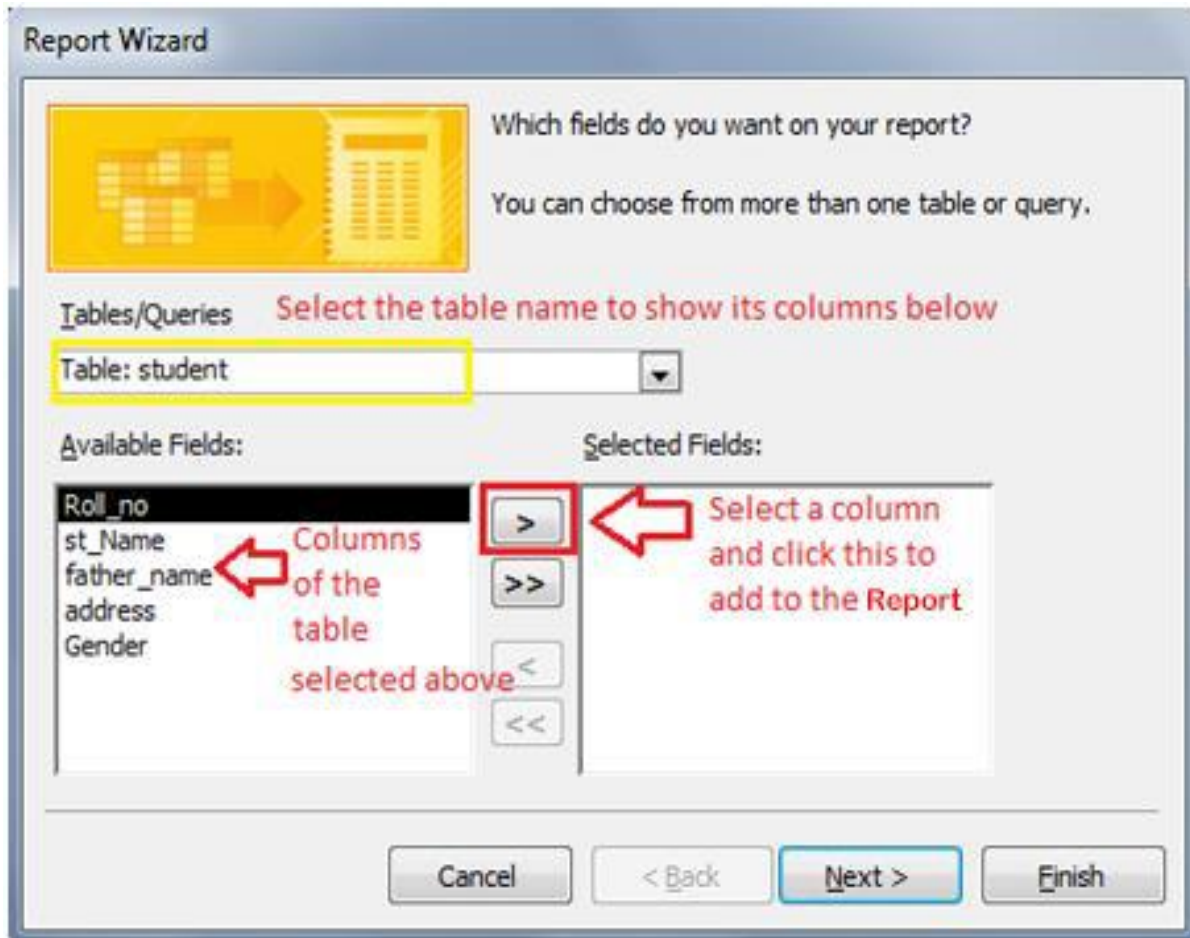 Report Wizard
Which fields do you want on your report?
You can choose from more than one table or query.
Tables/Queries
Select the table name to show its columns below
Table: student
Available Fields:
Selected Fields:
Roll_no
st_Name
father_name
address
Gender
Columns
of the
table
selected above
>
>>
<
<<
Select a column
and click this to
add to the Report
Cancel
< Back
Next >
Finish